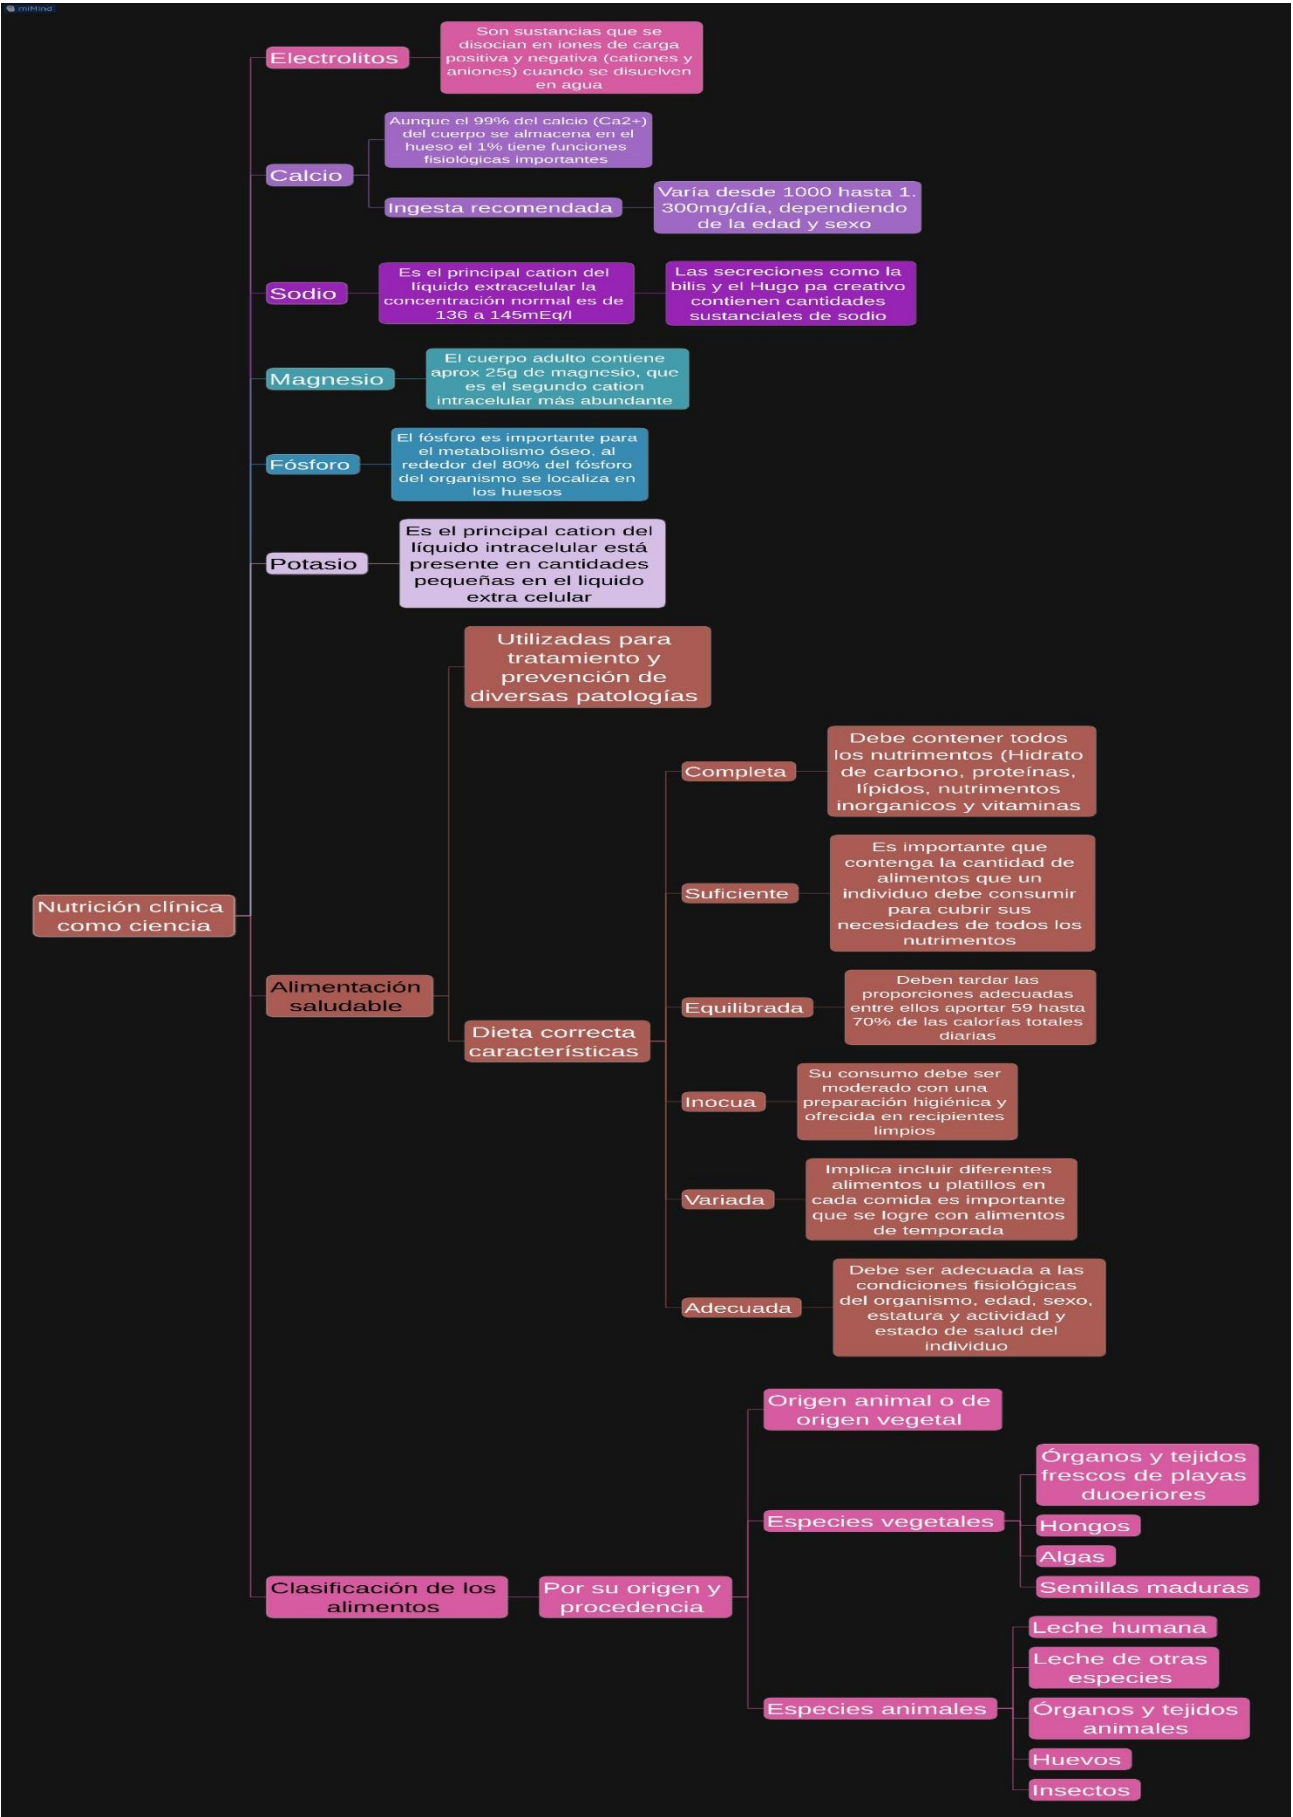 miMind
Electrolitos
Son sustancias que se
disocian en iones de carga
positiva y negativa (cationes y
aniones) cuando se disuelven
en agua
Calcio
Aunque el 99% del calcio (Ca2+)
del cuerpo se almacena en el
hueso el 1% tiene funciones
fisiológicas importantes
Ingesta recomendada
Varía desde 1000 hasta 1.
300mg/día, dependiendo
de la edad y sexo
Sodio
Es el principal cation del
líquido extracelular la
concentración normal es de
136 a 145mEq/l
Las secreciones como la
bilis y el Hugo pa creativo
contienen cantidades
sustanciales de sodio
Magnesio
El cuerpo adulto contiene
aprox 25g de magnesio, que
es el segundo cation
intracelular más abundante
Fósforo
El fósforo es importante para
el metabolismo óseo, al
rededor del 80% del fósforo
del organismo se localiza en
los huesos
Potasio
Es el principal cation del
líquido intracelular está
presente en cantidades
pequeñas en el liquido
extra celular
Nutrición clínica
como ciencia
Alimentación
saludable
Utilizadas para
tratamiento y
prevención de
diversas patologías
Dieta correcta
características
Completa
Debe contener todos
los nutrimentos (Hidrato
de carbono, proteínas,
lípidos, nutrimentos
inorganicos y vitaminas
Suficiente
Es importante que
contenga la cantidad de
alimentos que un
individuo debe consumir
para cubrir sus
necesidades de todos los
nutrimentos
Equilibrada
Deben tardar las
proporciones adecuadas
entre ellos aportar 59 hasta
70% de las calorías totales
diarias
Inocua
Su consumo debe ser
moderado con una
preparación higiénica y
ofrecida en recipientes
limpios
Variada
Implica incluir diferentes
alimentos u platillos en
cada comida es importante
que se logre con alimentos
de temporada
Adecuada
Debe ser adecuada a las
condiciones fisiológicas
del organismo, edad, sexo,
estatura y actividad y
estado de salud del
individuo
Clasificación de los
alimentos
Por su origen y
procedencia
Origen animal o de
origen vegetal
Especies vegetales
Órganos y tejidos
frescos de playas
duoeriores
Hongos
Algas
Semillas maduras
Especies animales
Leche humana
Leche de otras
especies
Órganos y tejidos
animales
Huevos
Insectos